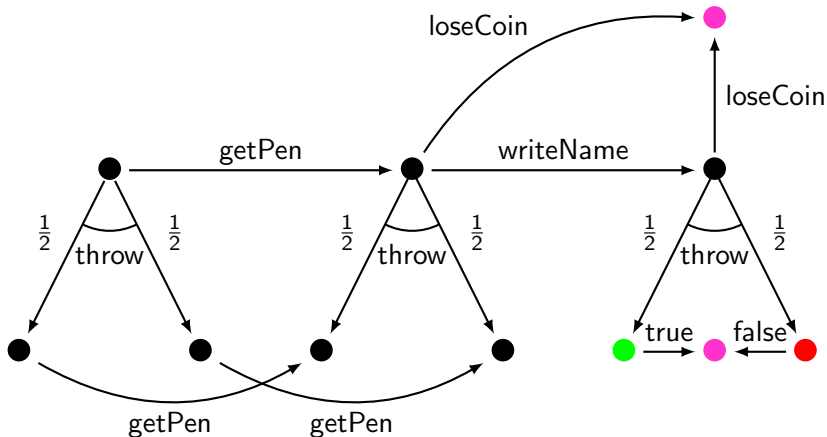 loseCoin
loseCoin
getPen
writeName
1/2 throw 1/2
1/2 throw 1/2
1/2 throw 1/2
true
false
getPen
getPen